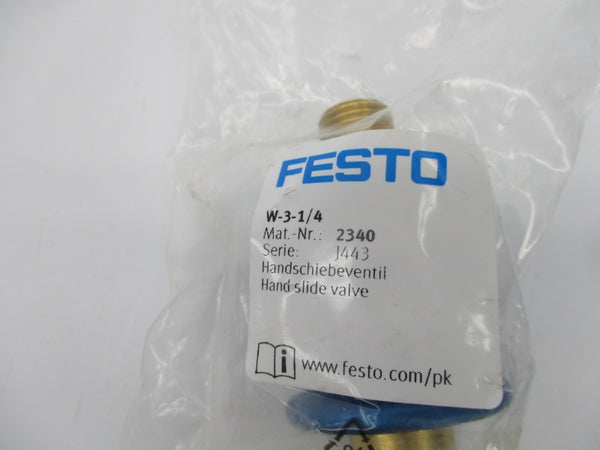 FESTO
W-3-1/4
Mat.-Nr.: 2340
Serie: J443
Handschiebeventil
Hand slide valve
www.festo.com/pk